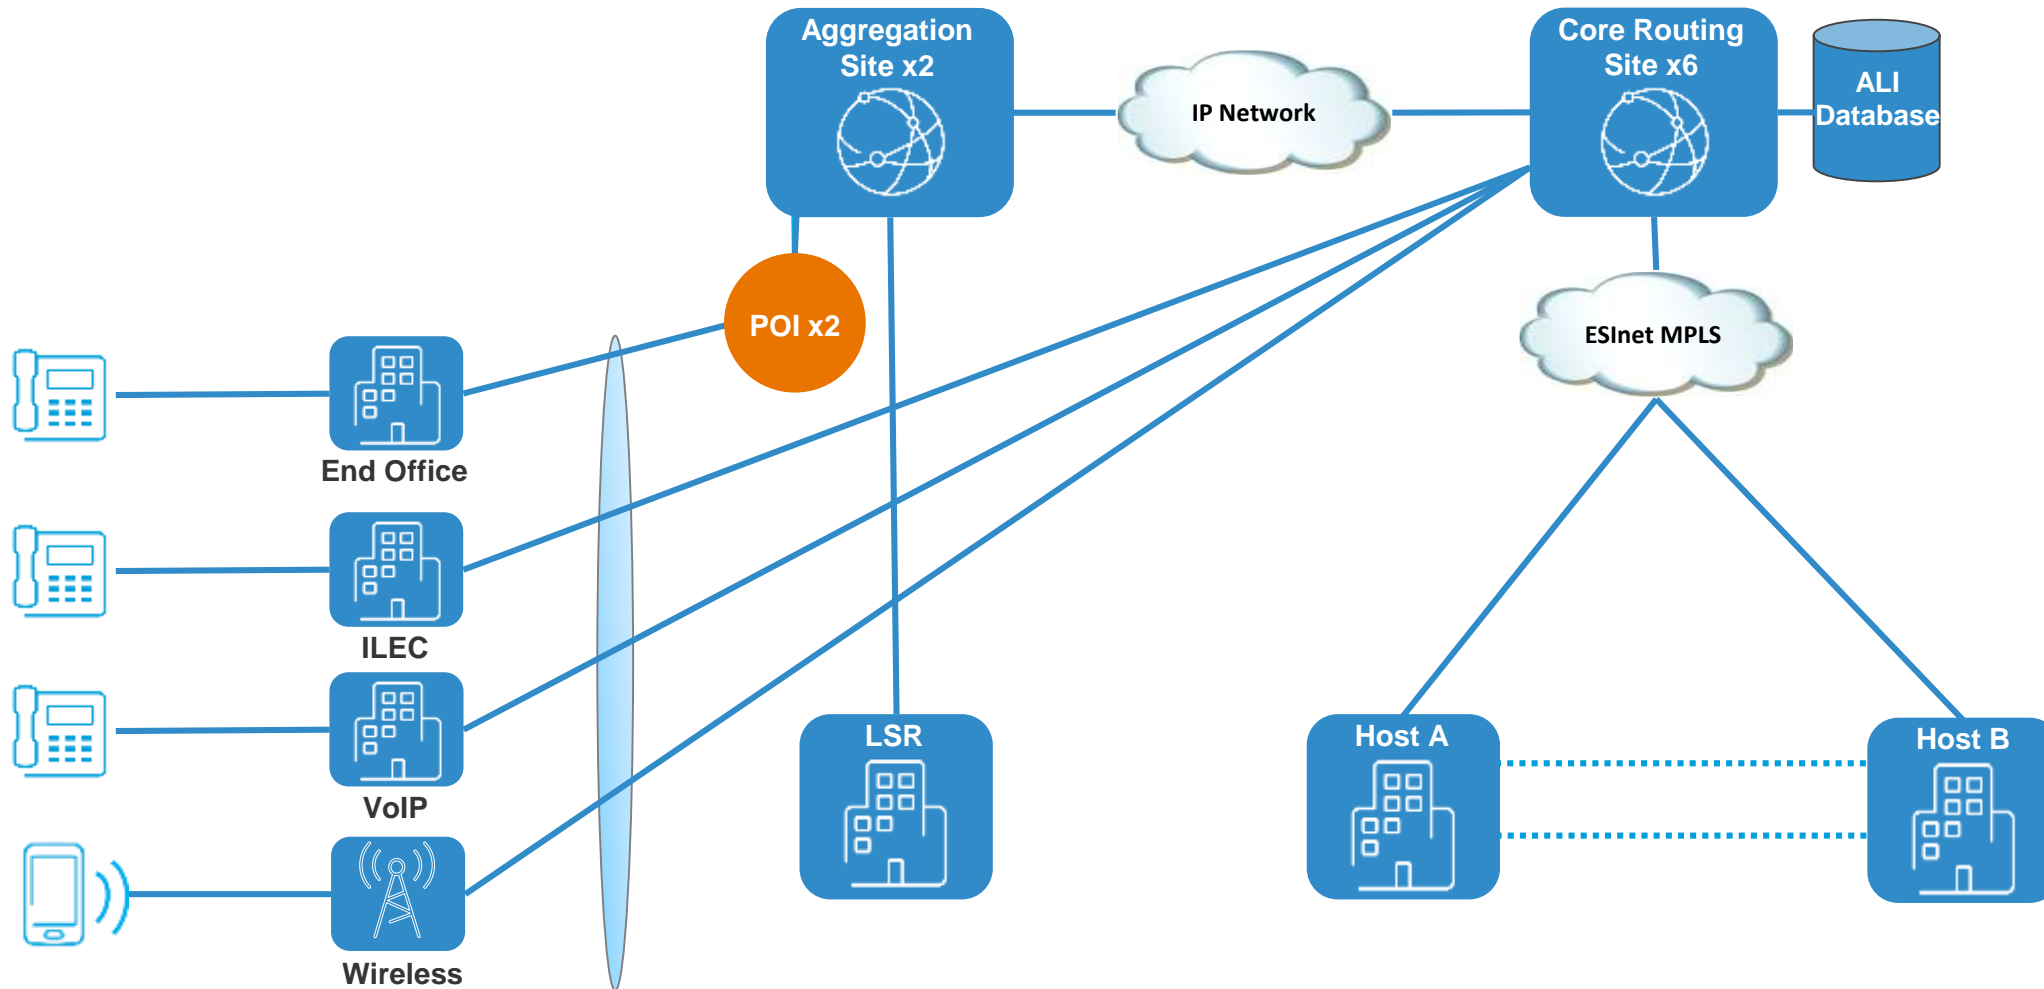 Aggregation
Site x2
Core Routing
Site x6
ALI
Database
IP Network
POI x2
ESInet MPLS
End Office
ILEC
VoIP
Wireless
LSR
Host A
Host B